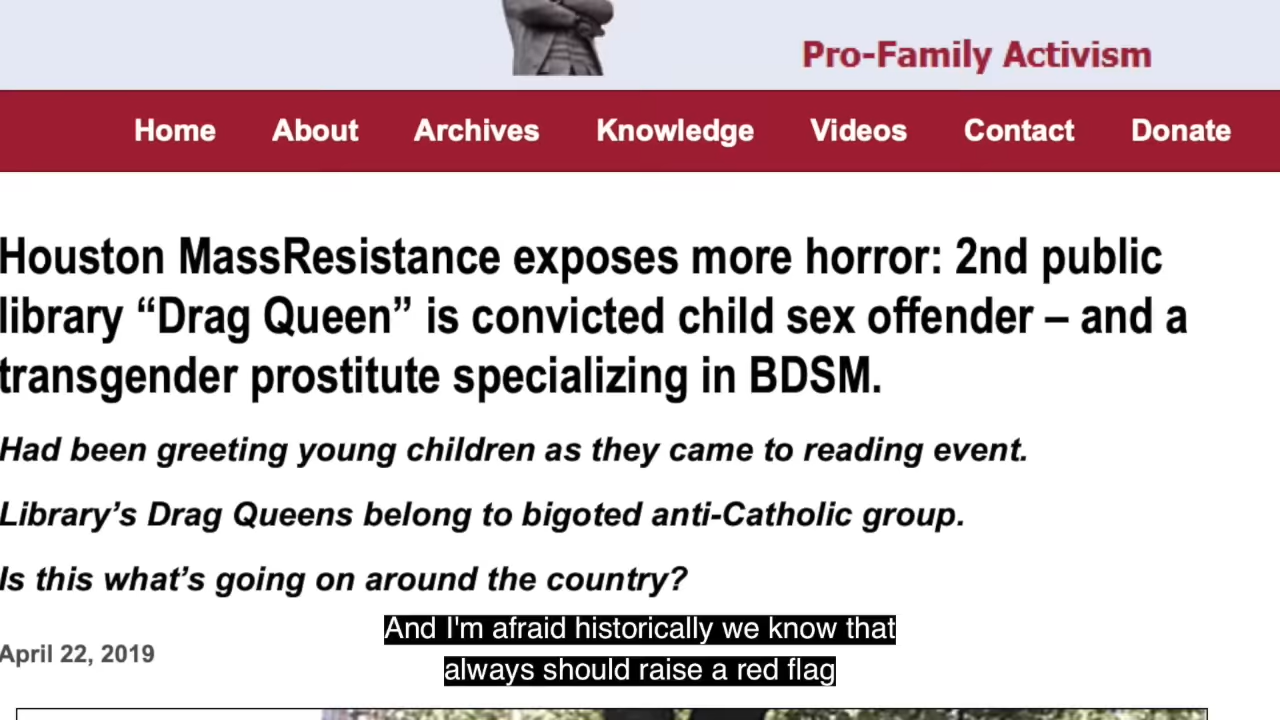 Pro-Family Activism
Home About Archives Knowledge Videos Contact Donate
Houston MassResistance exposes more horror: 2nd public
library “Drag Queen” is convicted child sex offender – and a
transgender prostitute specializing in BDSM.
Had been greeting young children as they came to reading event.
Library’s Drag Queens belong to bigoted anti-Catholic group.
Is this what’s going on around the country?
And I'm afraid historically we know that
April 22, 2019
always should raise a red flag